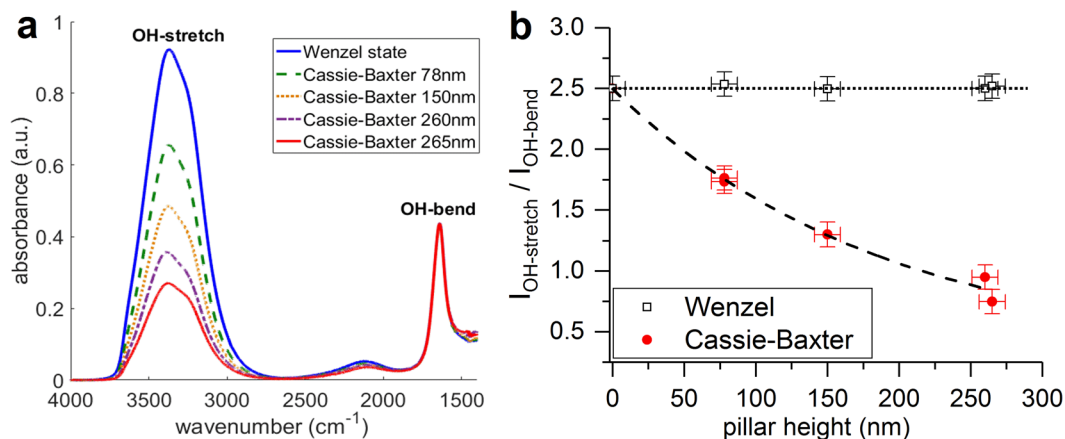 a
OH-stretch
OH-bend
Wenzel state
Cassie-Baxter 78nm
Cassie-Baxter 150nm
Cassie-Baxter 260nm
Cassie-Baxter 265nm
absorbance (a.u.)
1
0.8
0.6
0.4
0.2
0
4000 3500 3000 2500 2000 1500
wavenumber (cm⁻¹)
b
I_OH-stretch / I_OH-bend
3.0
2.5
2.0
1.5
1.0
0.5
Wenzel
Cassie-Baxter
0 50 100 150 200 250 300
pillar height (nm)